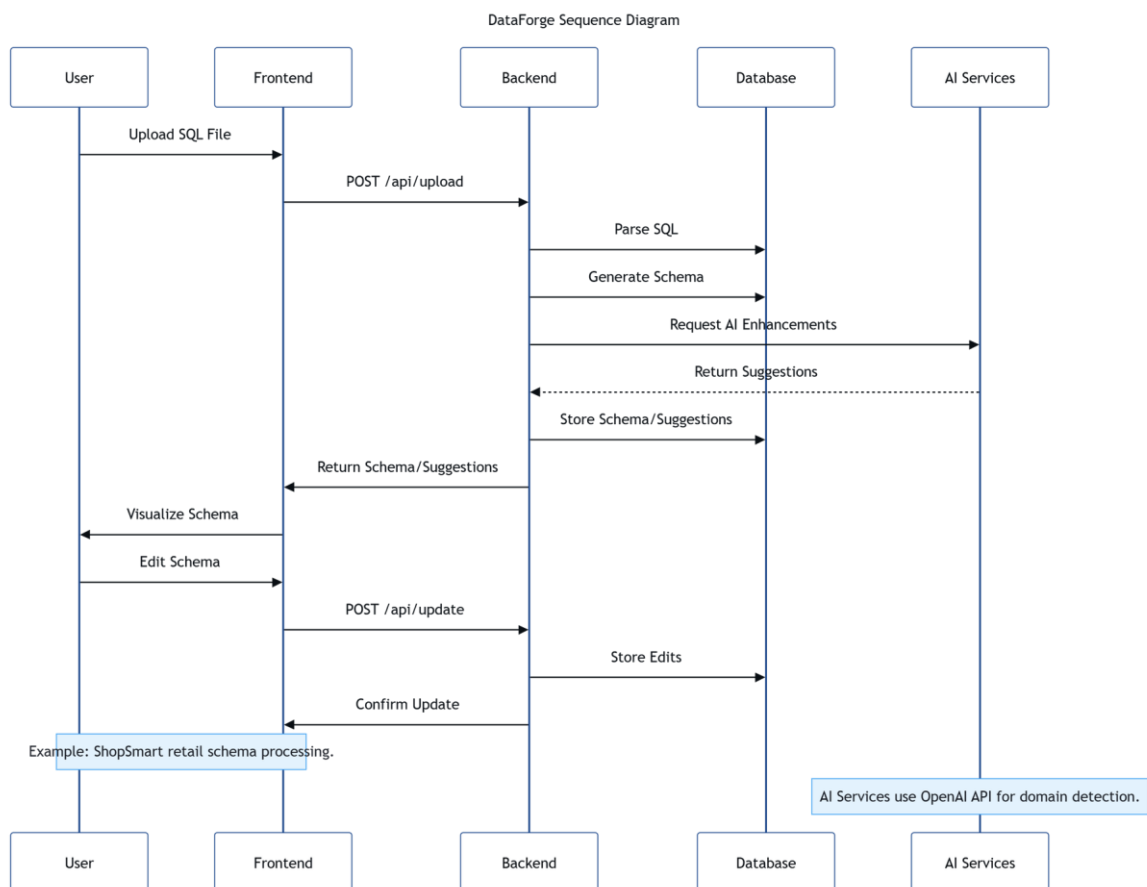 DataForge Sequence Diagram
User
Frontend
Backend
Database
AI Services
Upload SQL File
POST /api/upload
Parse SQL
Generate Schema
Request AI Enhancements
Return Suggestions
Store Schema/Suggestions
Return Schema/Suggestions
Visualize Schema
Edit Schema
POST /api/update
Store Edits
Confirm Update
Example: ShopSmart retail schema processing.
AI Services use OpenAI API for domain detection.
User
Frontend
Backend
Database
AI Services